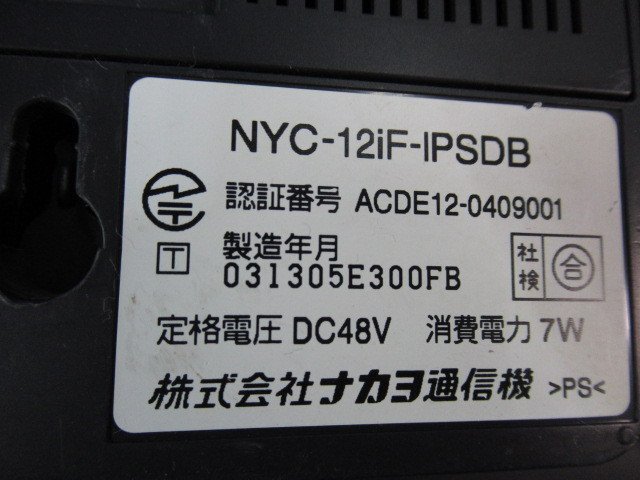 NYC-12iF-IPSDB
認証番号 ACDE12-0409001
T 製造年月
031305E300FB
社検 合
定格電圧 DC48V 消費電力 7W
株式会社ナカヨ通信機 >PS<